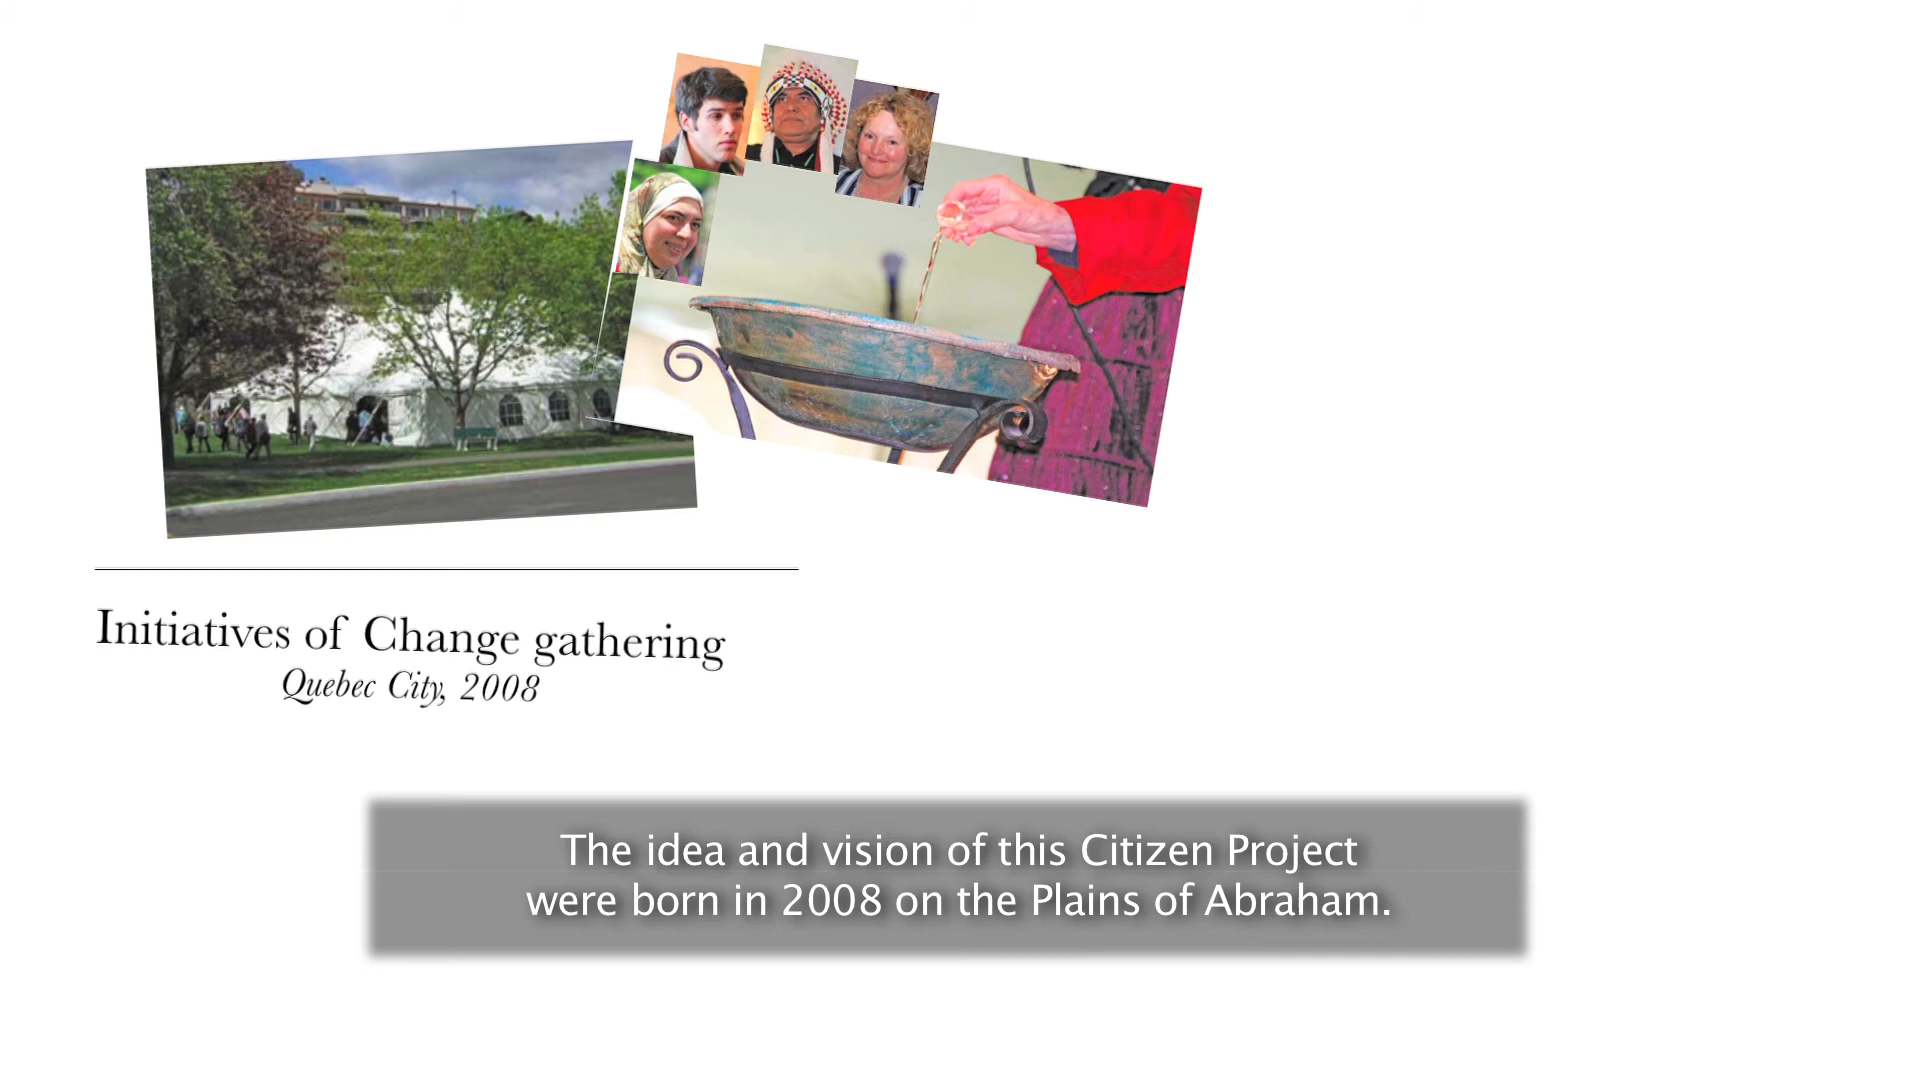 Initiatives of Change gathering
Quebec City, 2008
The idea and vision of this Citizen Project
were born in 2008 on the Plains of Abraham.